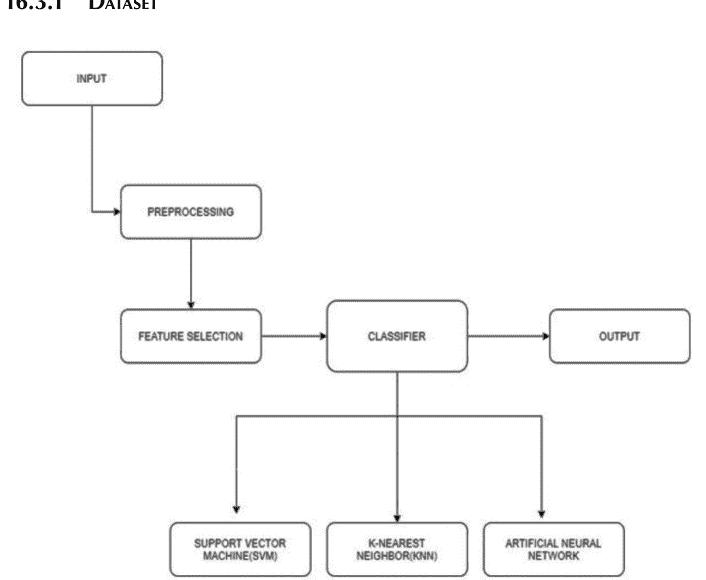 16.3.1 DATASET
INPUT
PREPROCESSING
FEATURE SELECTION
CLASSIFIER
OUTPUT
SUPPORT VECTOR
MACHINE(SVM)
K-NEAREST
NEIGHBOR(KNN)
ARTIFICIAL NEURAL
NETWORK